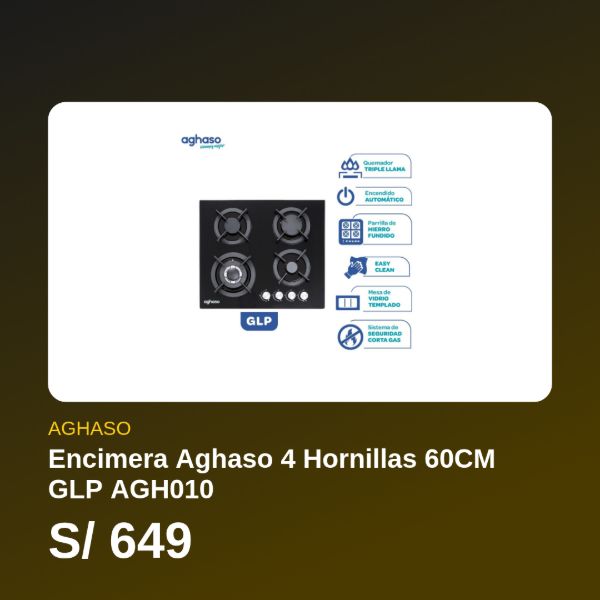 aghaso
Quemador
TRIPLE LLAMA
Encendido
AUTOMÁTICO
Parrilla de
HIERRO
FUNDIDO
EASY
CLEAN
Mesa de
VIDRIO
TEMPLADO
Sistema de
SEGURIDAD
CORTA GAS
aghaso
GLP
AGHASO
Encimera Aghaso 4 Hornillas 60CM
GLP AGH010
S/ 649